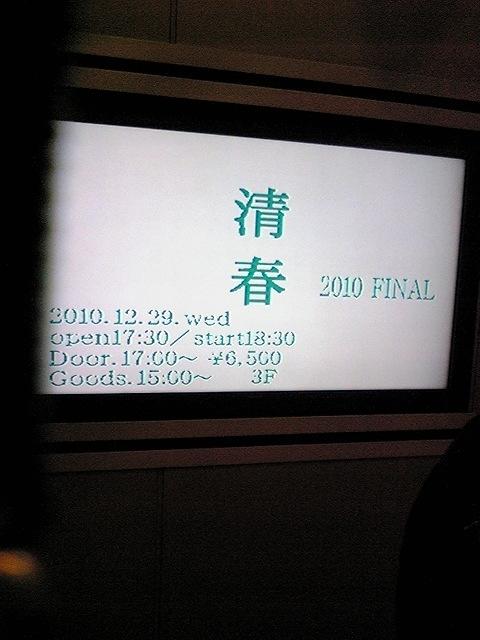 清
春
2010 FINAL
2010.12.29.wed
open17:30／start18:30
Door.17:00～ ¥6,500
Goods.15:00～ 3F